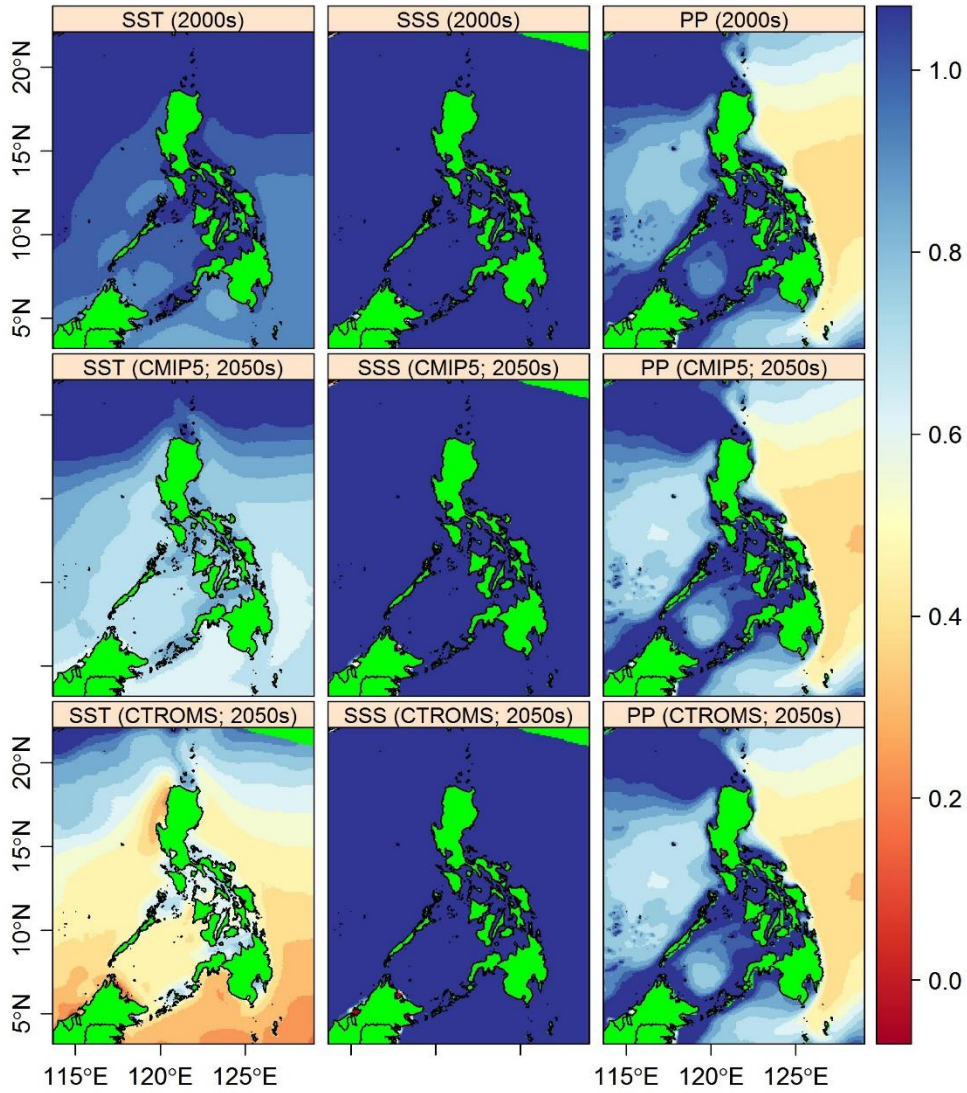 SST (2000s) SSS (2000s) PP (2000s)
20°N
15°N
10°N
5°N
SST (CMIP5; 2050s) SSS (CMIP5; 2050s) PP (CMIP5; 2050s)
SST (CTROMS; 2050s) SSS (CTROMS; 2050s) PP (CTROMS; 2050s)
20°N
15°N
10°N
5°N
115°E 120°E 125°E 115°E 120°E 125°E
1.0
0.8
0.6
0.4
0.2
0.0